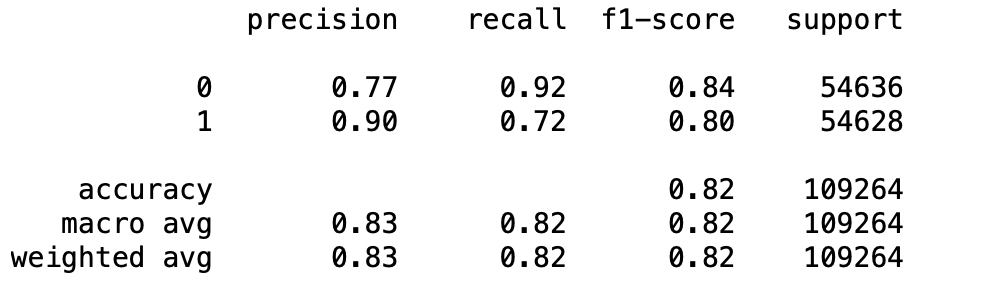 precision recall f1-score support
0 0.77 0.92 0.84 54636
1 0.90 0.72 0.80 54628
accuracy 0.82 109264
macro avg 0.83 0.82 0.82 109264
weighted avg 0.83 0.82 0.82 109264